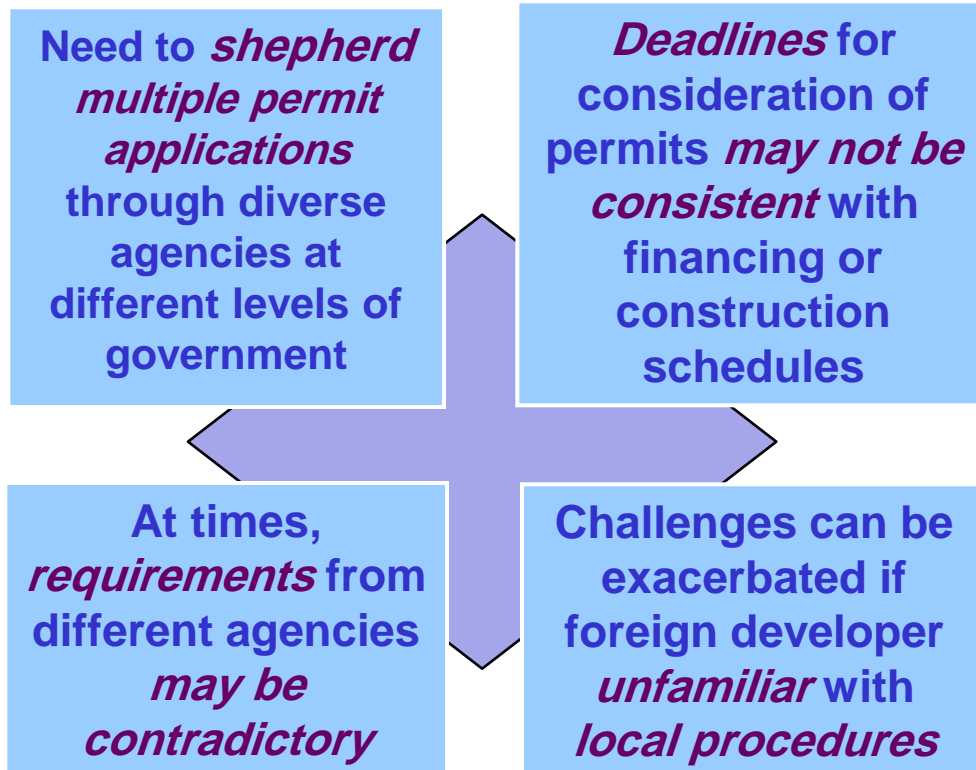 Need to shepherd
multiple permit
applications
through diverse
agencies at
different levels of
government
Deadlines for
consideration of
permits may not be
consistent with
financing or
construction
schedules
At times,
requirements from
different agencies
may be
contradictory
Challenges can be
exacerbated if
foreign developer
unfamiliar with
local procedures